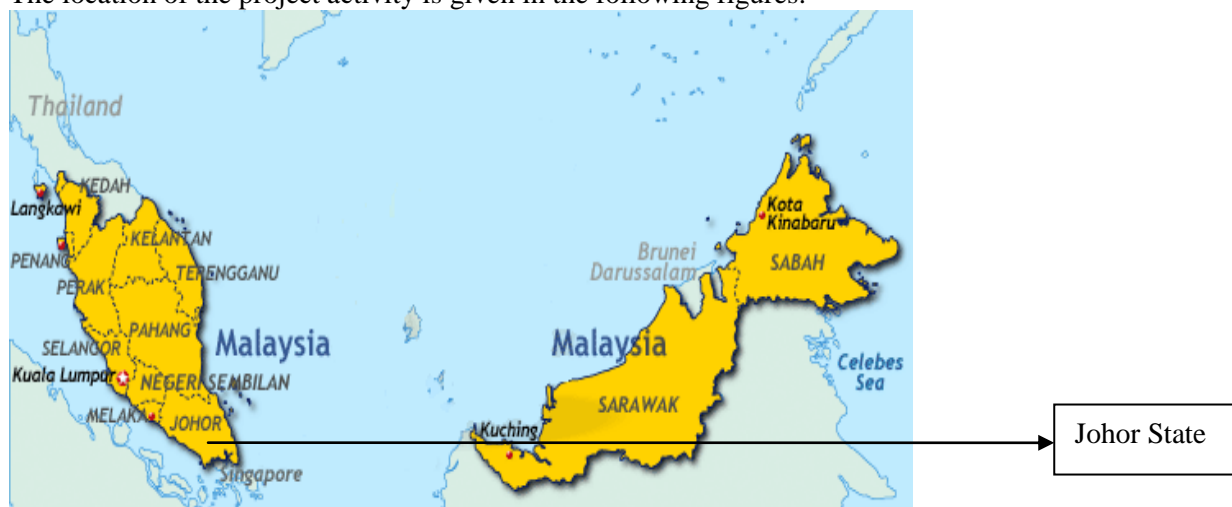 The location of the project activity is given in the following figures.
Thailand
KEDAH
Langkawi
KELANTAN
PENANG
TERENGGANU
PERAK
PAHANG
SELANGOR
Malaysia
Kuala Lumpur
NEGERI SEMBILAN
MELAKA
JOHOR
Singapore
Kota
Kinabaru
Brunei
Darussalam
SABAH
Malaysia
Celebes
Sea
SARAWAK
Kuching
Johor State